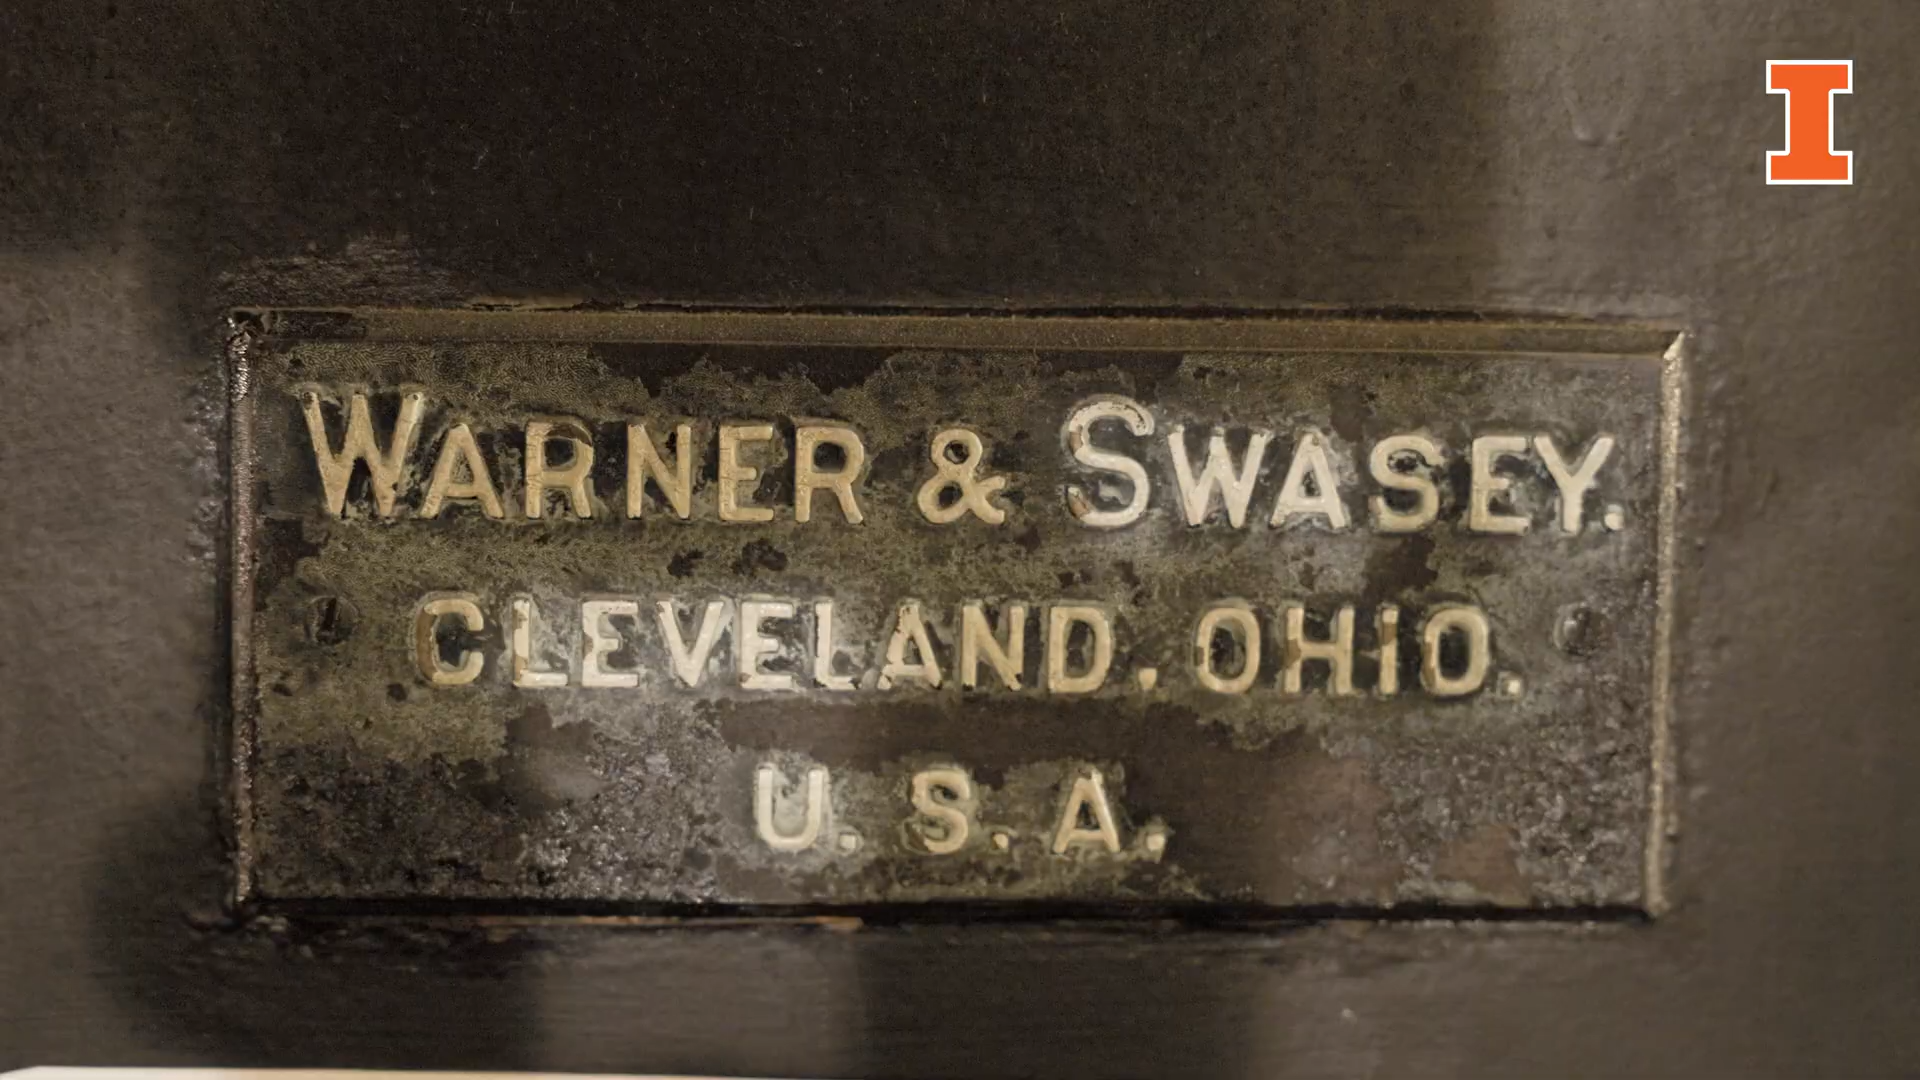 WARNER & SWASEY.
CLEVELAND, OHIO.
U.S.A.
I